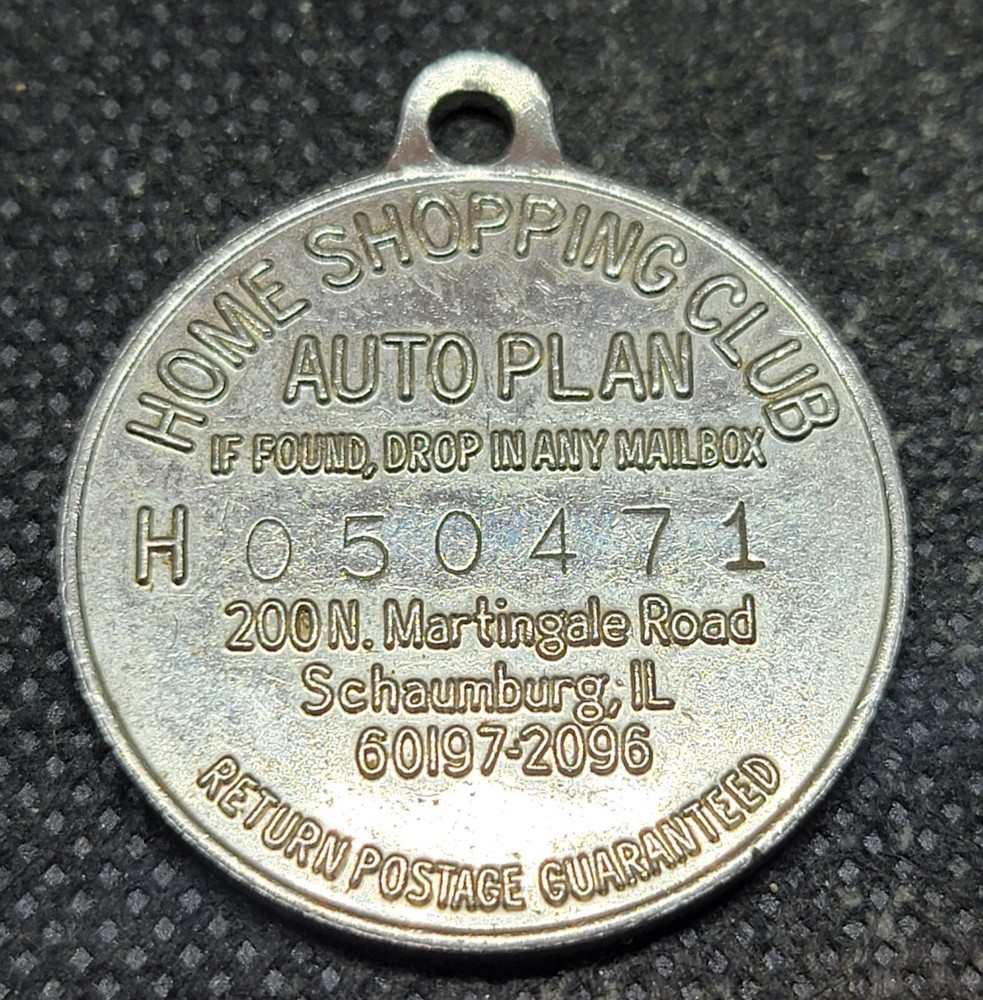 HOME SHOPPING CLUB
AUTO PLAN
IF FOUND, DROP IN ANY MAILBOX
H 050471
200 N. Martingale Road
Schaumburg, IL
60197-2096
RETURN POSTAGE GUARANTEED